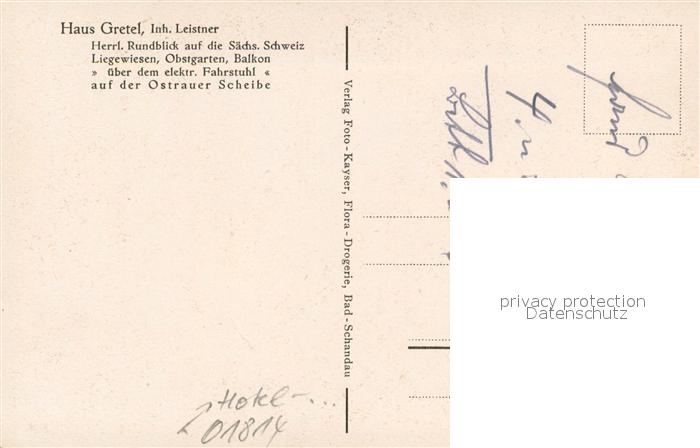 Haus Gretel, Inh. Leistner
Herrl. Rundblick auf die Sächs. Schweiz
Liegewiesen, Obstgarten, Balkon
» über dem elektr. Fahrstuhl «
auf der Ostrauer Scheibe
Verlag Foto-Kayser, Flora-Drogerie, Bad-Schandau
privacy protection
Datenschutz
Hotel-...
01814